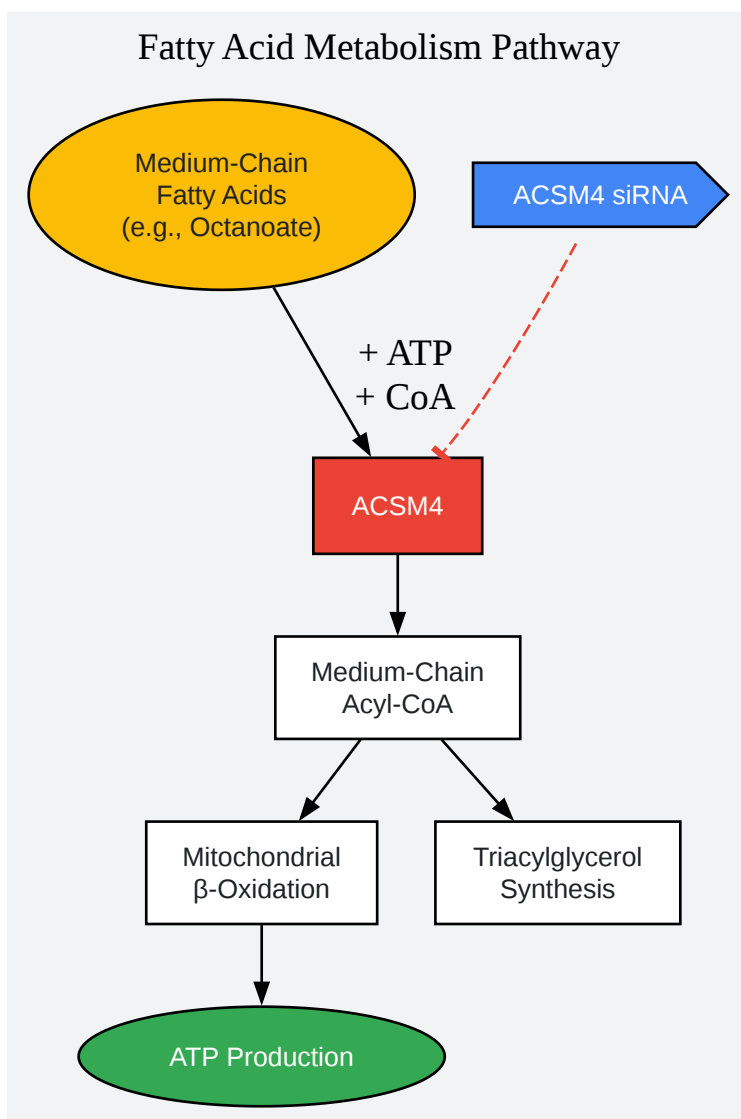 Fatty Acid Metabolism Pathway
Medium-Chain
Fatty Acids
(e.g., Octanoate)
ACSM4 siRNA
+ ATP
+ CoA
ACSM4
Medium-Chain
Acyl-CoA
Mitochondrial
β-Oxidation
Triacylglycerol
Synthesis
ATP Production